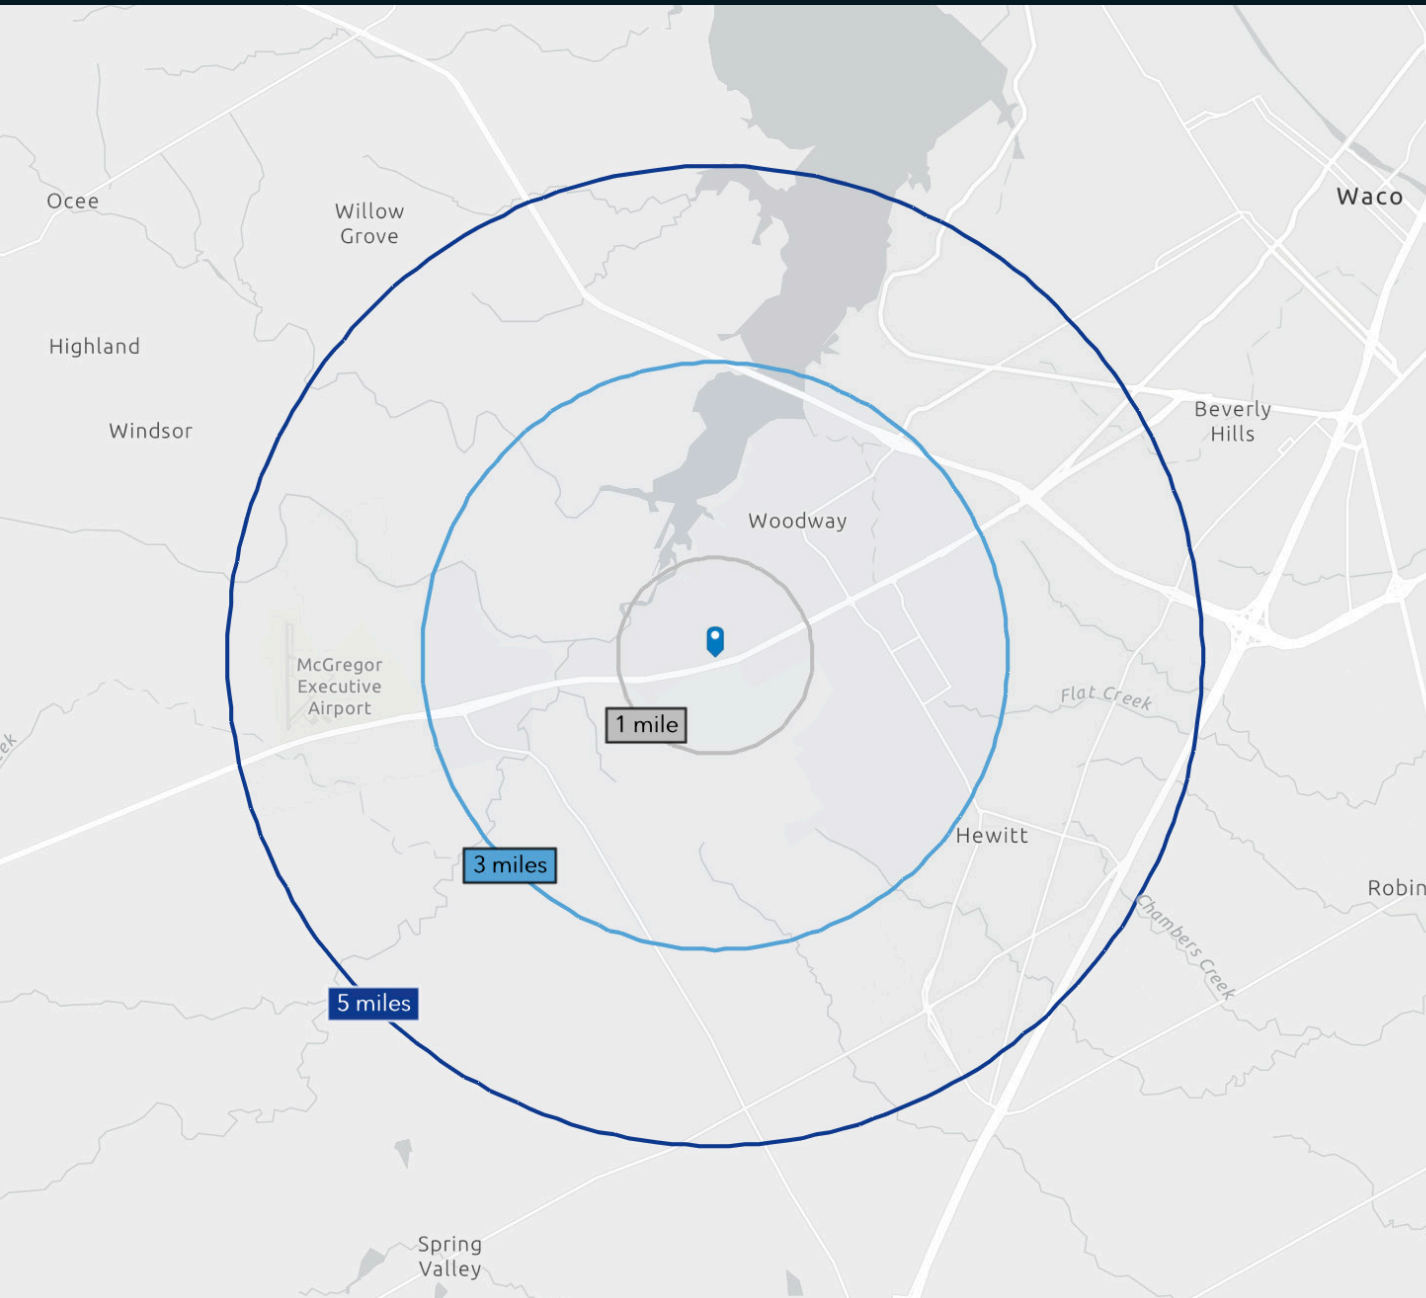 Waco
Ocee
Willow
Grove
Highland
Windsor
Beverly
Hills
Woodway
McGregor
Executive
Airport
Flat Creek
1 mile
Hewitt
3 miles
Robin
Chambers Creek
5 miles
Spring
Valley